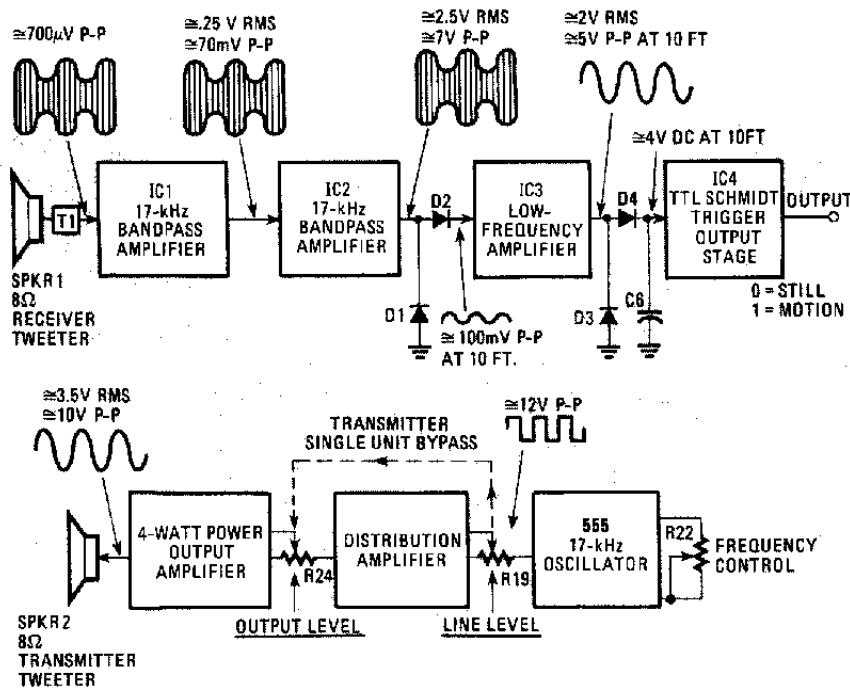 ≅700μV P-P
≅.25 V RMS
≅70mV P-P
≅2.5V RMS
≅7V P-P
≅2V RMS
≅5V P-P AT 10 FT
≅4V DC AT 10FT
T1
IC1
17-kHz
BANDPASS
AMPLIFIER
IC2
17-kHz
BANDPASS
AMPLIFIER
D2
IC3
LOW-
FREQUENCY
AMPLIFIER
D4
IC4
TTL SCHMIDT
TRIGGER
OUTPUT
STAGE
OUTPUT
SPKR1
8Ω
RECEIVER
TWEETER
D1
≅100mV P-P
AT 10 FT.
D3
C6
0 = STILL
1 = MOTION
≅3.5V RMS
≅10V P-P
TRANSMITTER
SINGLE UNIT BYPASS
≅12V P-P
4-WATT POWER
OUTPUT
AMPLIFIER
R24
DISTRIBUTION
AMPLIFIER
R19
555
17-kHz
OSCILLATOR
R22
FREQUENCY
CONTROL
SPKR2
8Ω
TRANSMITTER
TWEETER
OUTPUT LEVEL
LINE LEVEL